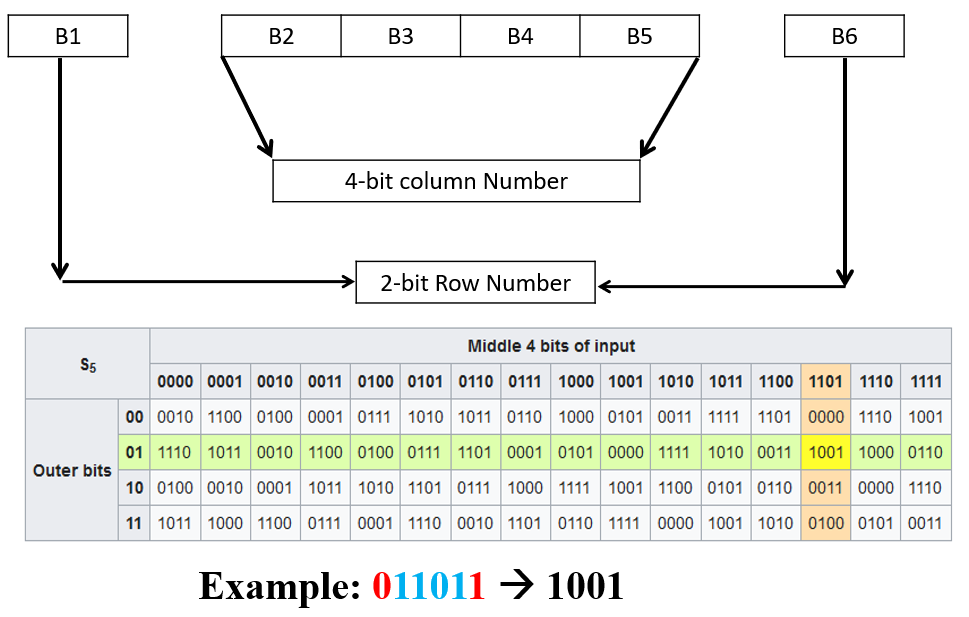 B1 B2 B3 B4 B5 B6
4-bit column Number
2-bit Row Number
S5 Middle 4 bits of input
0000 0001 0010 0011 0100 0101 0110 0111 1000 1001 1010 1011 1100 1101 1110 1111
Outer bits
00 0010 1100 0100 0001 0111 1010 1011 0110 1000 0101 0011 1111 1101 0000 1110 1001
01 1110 1011 0010 1100 0100 0111 1101 0001 0101 0000 1111 1010 0011 1001 1000 0110
10 0100 0010 0001 1011 1010 1101 0111 1000 1111 1001 1100 0101 0110 0011 0000 1110
11 1011 1000 1100 0111 0001 1110 0010 1101 0110 1111 0000 1001 1010 0100 0101 0011
Example: 011011 → 1001